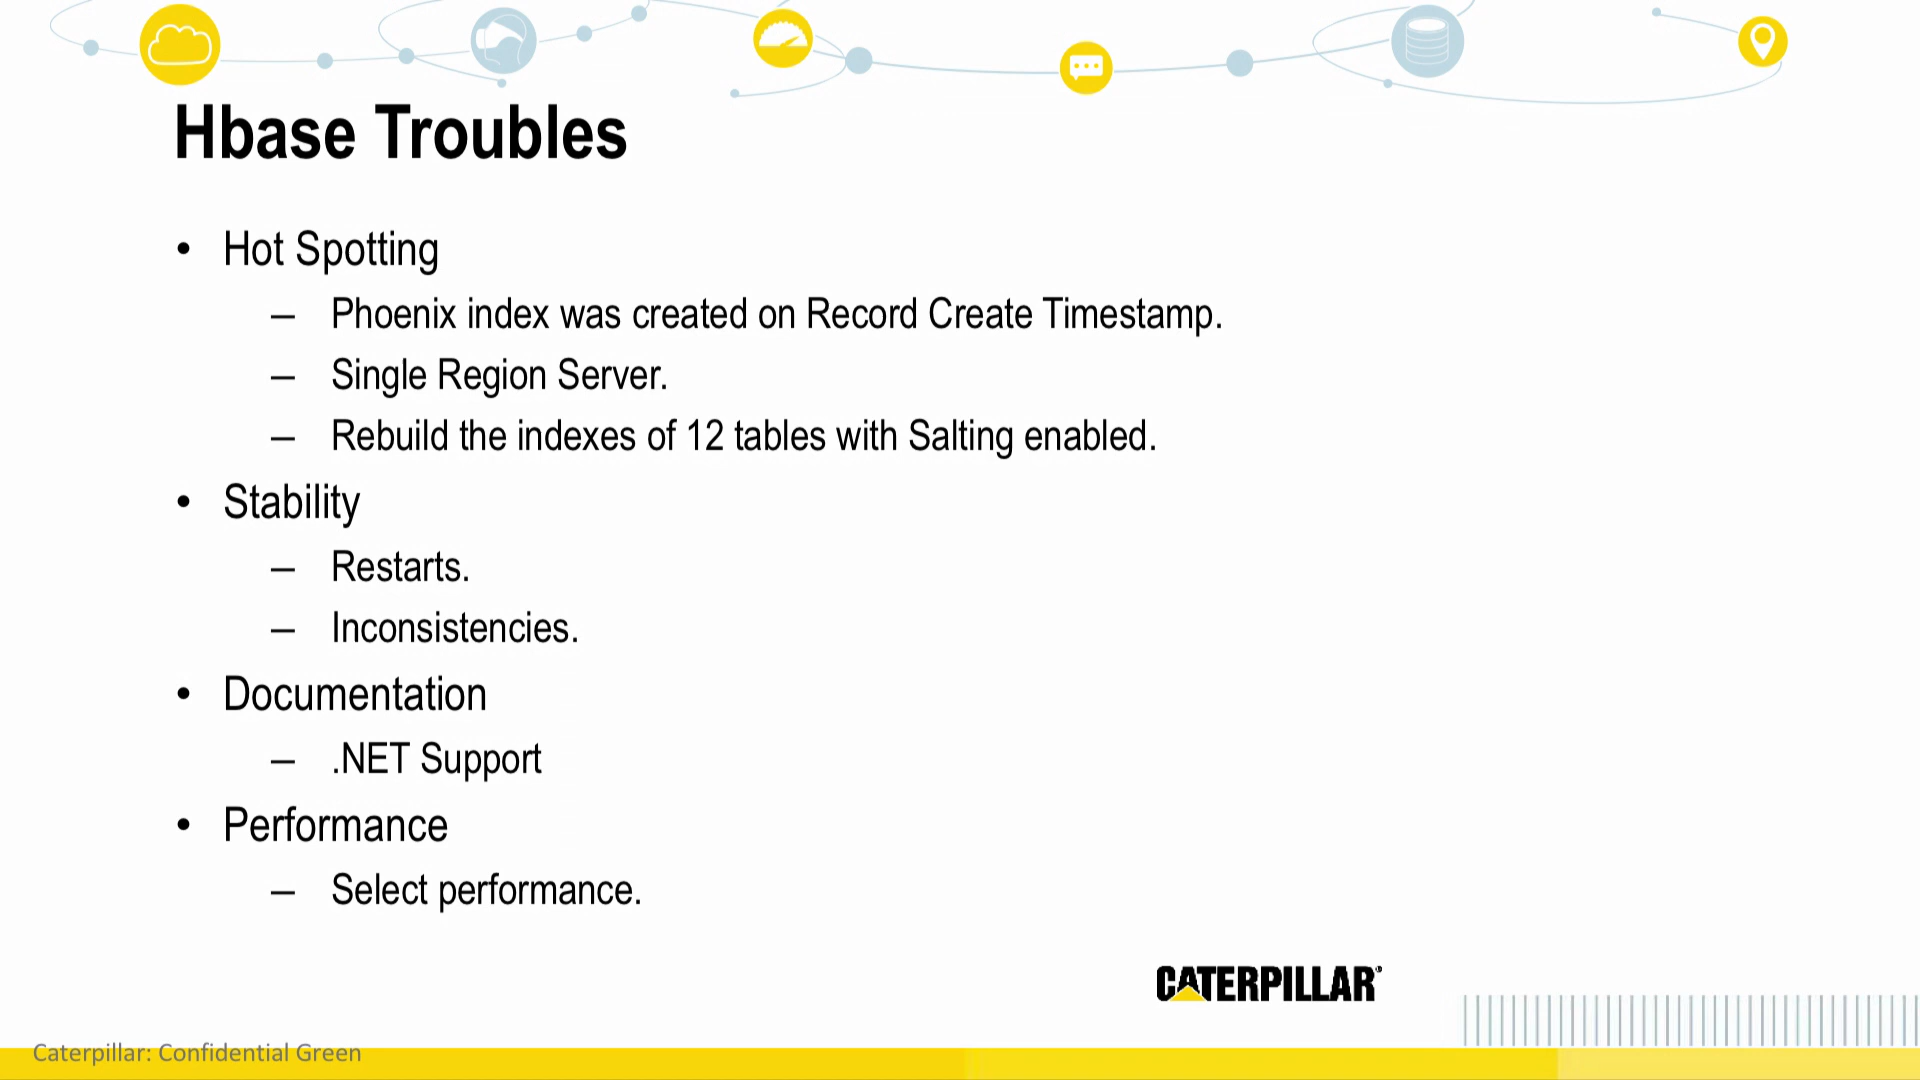 Hbase Troubles
• Hot Spotting
– Phoenix index was created on Record Create Timestamp.
– Single Region Server.
– Rebuild the indexes of 12 tables with Salting enabled.
• Stability
– Restarts.
– Inconsistencies.
• Documentation
– .NET Support
• Performance
– Select performance.
CATERPILLAR®
Caterpillar: Confidential Green